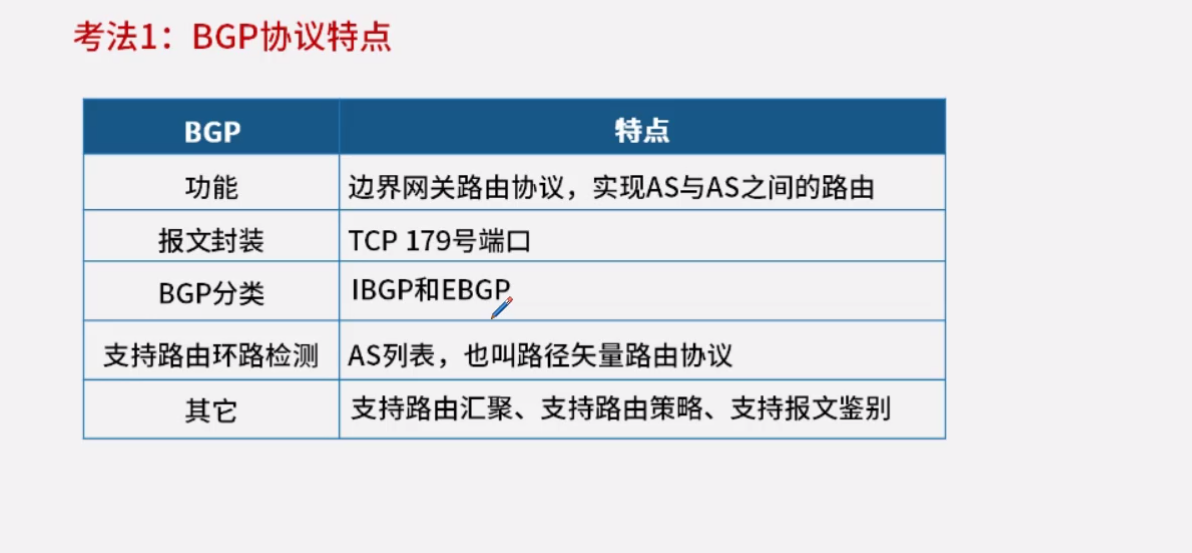 考法1：BGP协议特点
BGP 特点
功能 边界网关路由协议，实现AS与AS之间的路由
报文封装 TCP 179号端口
BGP分类 IBGP和EBGP
支持路由环路检测 AS列表，也叫路径矢量路由协议
其它 支持路由汇聚、支持路由策略、支持报文鉴别